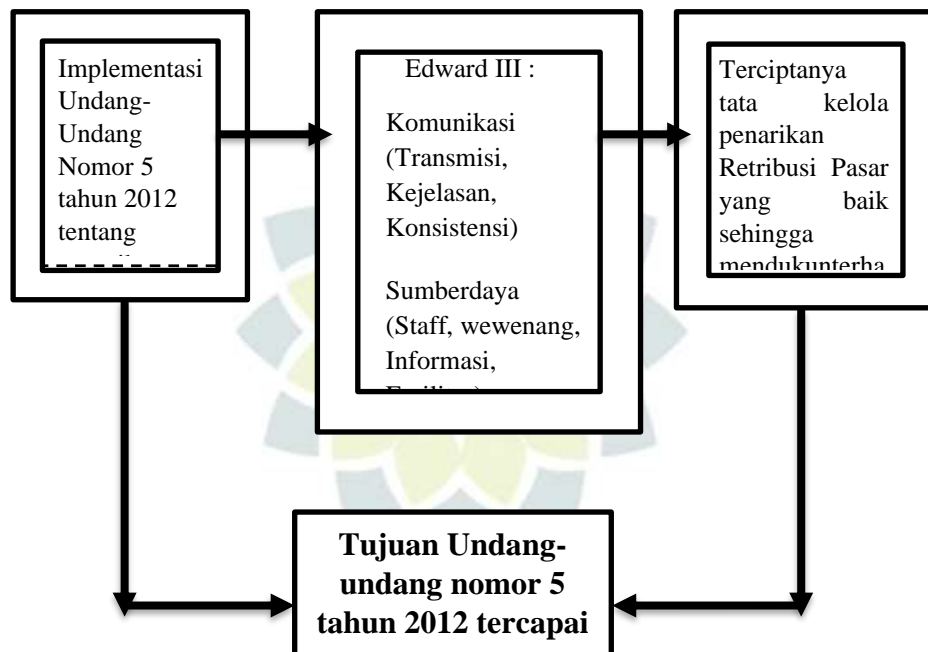 Implementasi
Undang-
Undang
Nomor 5
tahun 2012
tentang
Edward III :
Komunikasi
(Transmisi,
Kejelasan,
Konsistensi)
Sumberdaya
(Staff, wewenang,
Informasi,
Terciptanya
tata kelola
penarikan
Retribusi Pasar
yang baik
sehingga
mendukunterha
Tujuan Undang-
undang nomor 5
tahun 2012 tercapai